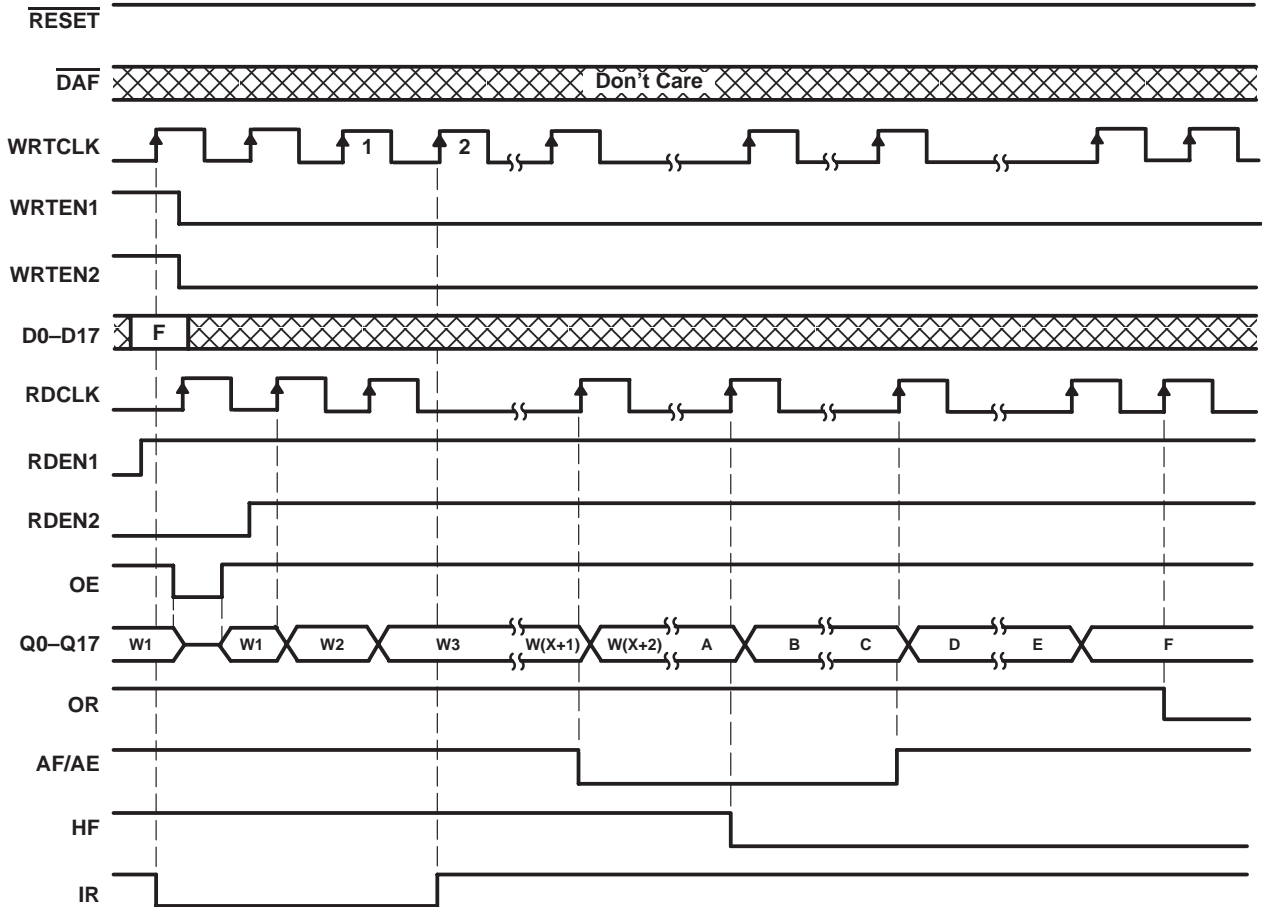 RESET
DAF Don't Care
WRTCLK 1 2
WRTEN1
WRTEN2
D0–D17 F
RDCLK
RDEN1
RDEN2
OE
Q0–Q17 W1 W1 W2 W3 W(X+1) W(X+2) A B C D E F
OR
AF/AE
HF
IR